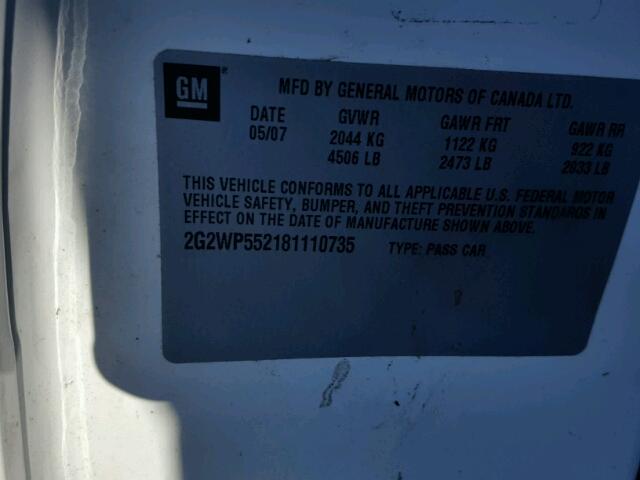 GM®
MFD BY GENERAL MOTORS OF CANADA LTD.
DATE GVWR GAWR FRT GAWR RR
05/07 2044 KG 1122 KG 922 KG
4506 LB 2473 LB 2033 LB
THIS VEHICLE CONFORMS TO ALL APPLICABLE U.S. FEDERAL MOTOR
VEHICLE SAFETY, BUMPER, AND THEFT PREVENTION STANDARDS IN
EFFECT ON THE DATE OF MANUFACTURE SHOWN ABOVE.
2G2WP552181110735 TYPE: PASS CAR